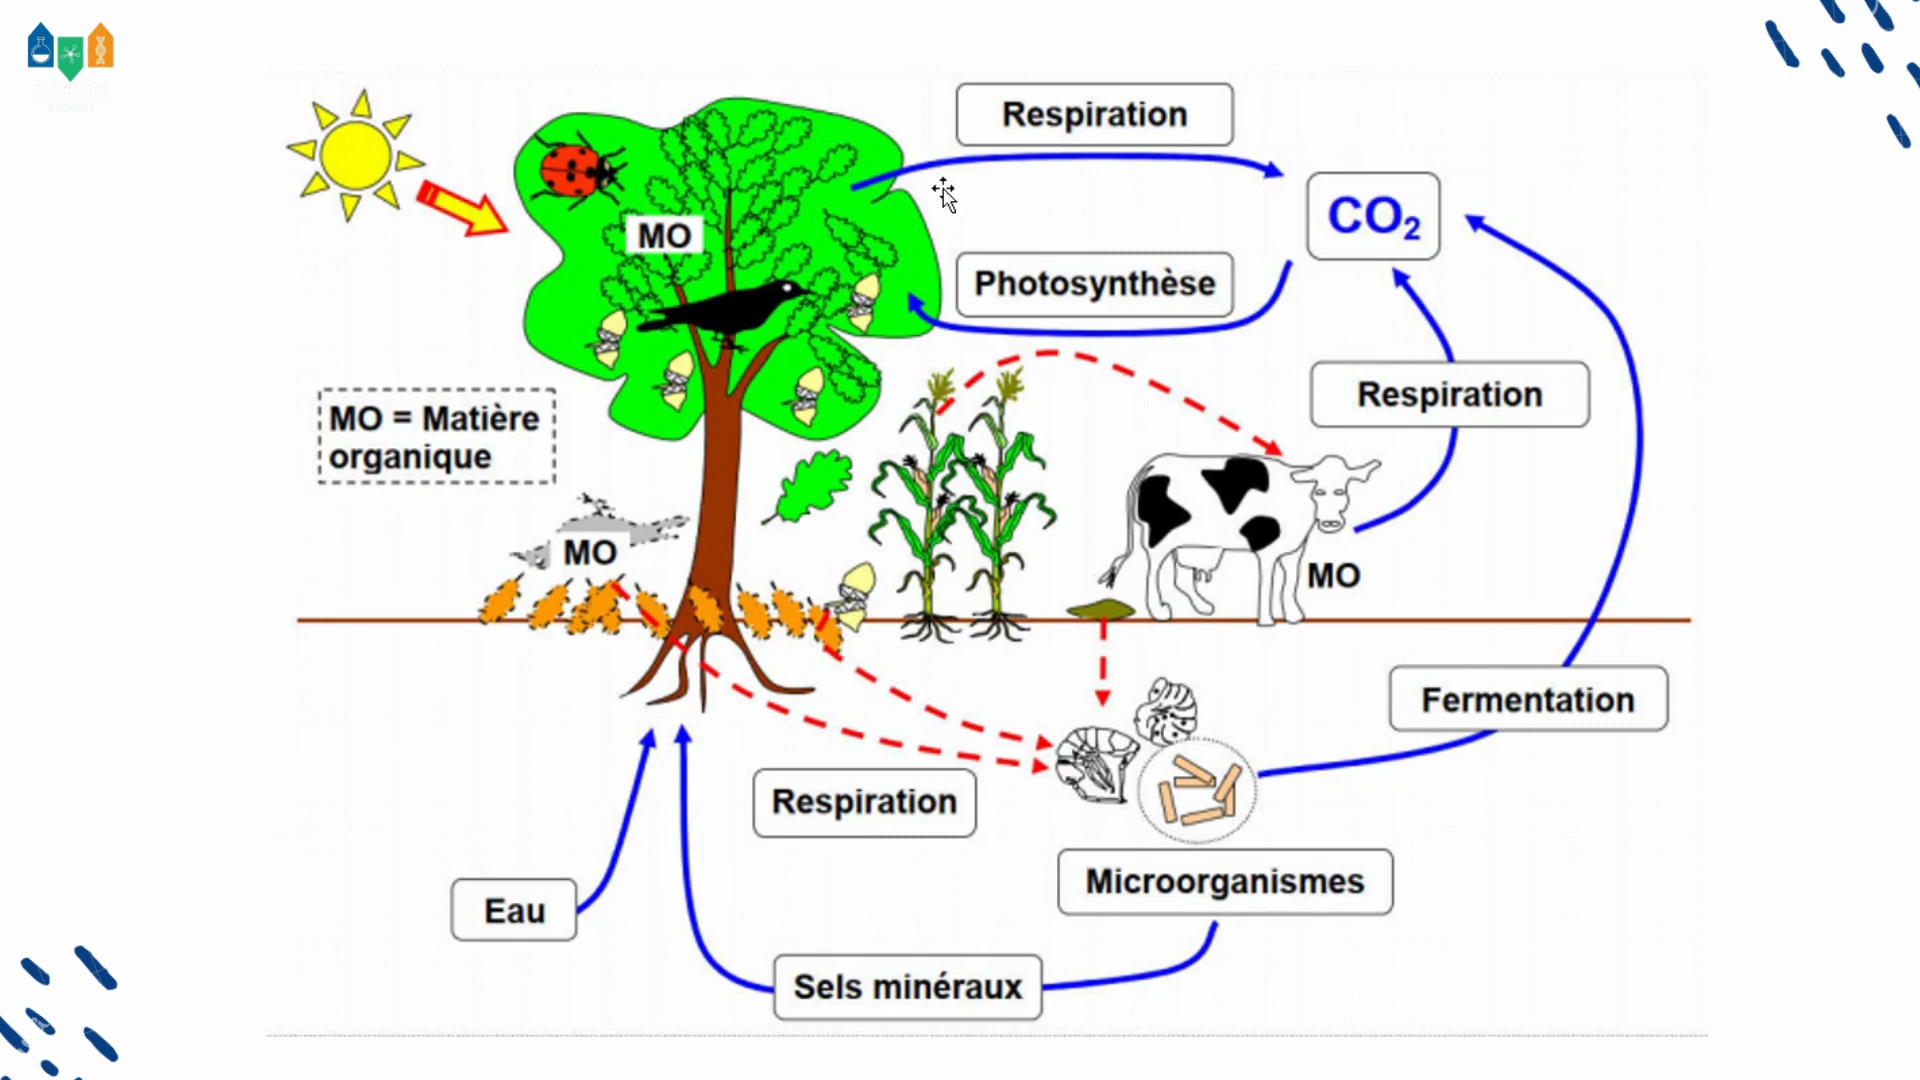 Respiration
CO₂
MO
Photosynthèse
Respiration
MO = Matière
organique
MO
MO
Fermentation
Respiration
Microorganismes
Eau
Sels minéraux